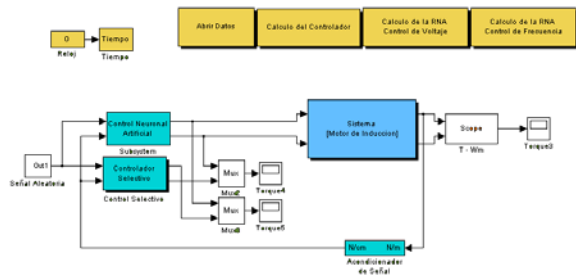 0
Reloj
Tiempo
Tiempo
Abrir Datos
Calculo del Controlador
Calculo de la RNA
Control de Voltaje
Calculo de la RNA
Control de Frecuencia
Control Neuronal
Artificial
Subsystem
Sistema
[Motor de Induccion]
Scope
T - Wm
Torque3
Out1
Señal Aleatoria
Controlador
Selectivo
Control Selectivo
Mux
Mux2
Torque4
Mux
Torque5
N/m
Acondicionador
de Señal